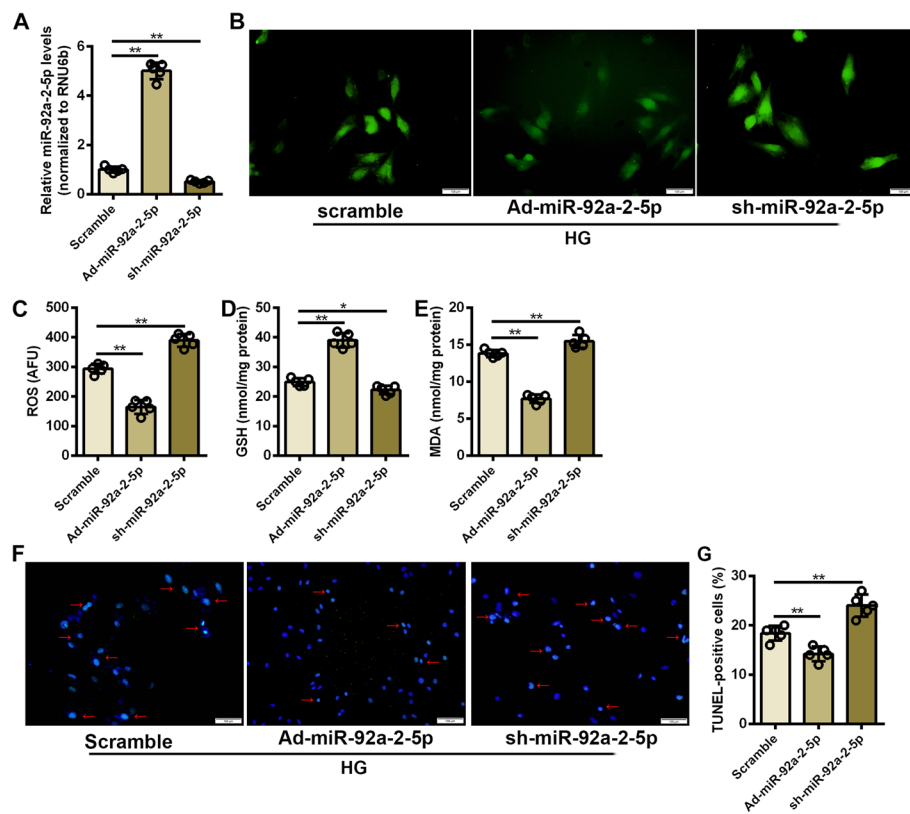 A
Relative miR-92a-2-5p levels
(normalized to RNU6b)
6
4
2
0
**
**
Scramble
Ad-miR-92a-2-5p
sh-miR-92a-2-5p
B
scramble
Ad-miR-92a-2-5p
sh-miR-92a-2-5p
HG
C
ROS (AFU)
500
400
300
200
100
0
**
**
Scramble
Ad-miR-92a-2-5p
sh-miR-92a-2-5p
D
GSH (nmol/mg protein)
50
40
30
20
10
0
*
**
Scramble
Ad-miR-92a-2-5p
sh-miR-92a-2-5p
E
MDA (nmol/mg protein)
20
15
10
5
0
**
**
Scramble
Ad-miR-92a-2-5p
sh-miR-92a-2-5p
F
Scramble
Ad-miR-92a-2-5p
sh-miR-92a-2-5p
HG
G
TUNEL-positive cells (%)
30
20
10
0
**
**
Scramble
Ad-miR-92a-2-5p
sh-miR-92a-2-5p